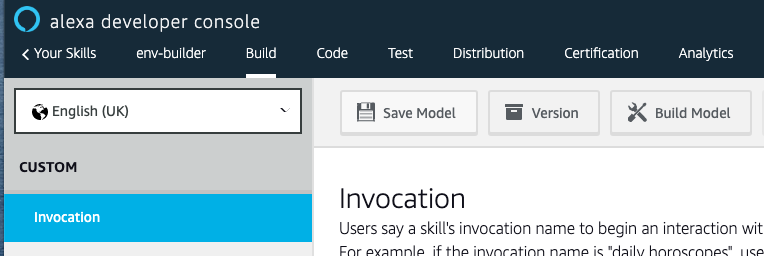 alexa developer console
Your Skills env-builder Build Code Test Distribution Certification Analytics
English (UK) Save Model Version Build Model
CUSTOM
Invocation
Invocation
Users say a skill's invocation name to begin an interaction wit
For example, if the invocation name is "daily horoscopes", use